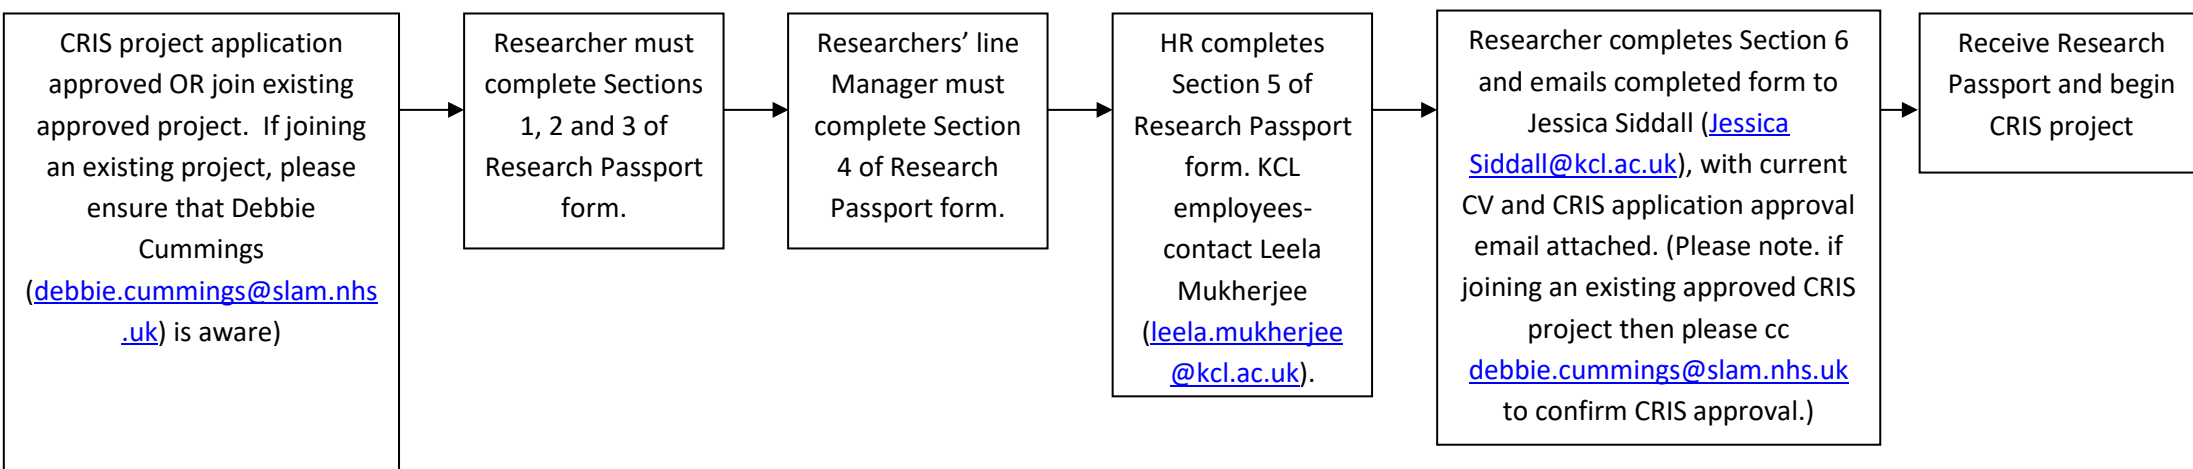 CRIS project application
approved OR join existing
approved project.  If joining
an existing project, please
ensure that Debbie
Cummings
(debbie.cummings@slam.nhs
.uk) is aware)
Researcher must
complete Sections
1, 2 and 3 of
Research Passport
form.
Researchers’ line
Manager must
complete Section
4 of Research
Passport form.
HR completes
Section 5 of
Research Passport
form. KCL
employees-
contact Leela
Mukherjee
(leela.mukherjee
@kcl.ac.uk).
Researcher completes Section 6
and emails completed form to
Jessica Siddall (Jessica
Siddall@kcl.ac.uk), with current
CV and CRIS application approval
email attached. (Please note. if
joining an existing approved CRIS
project then please cc
debbie.cummings@slam.nhs.uk
to confirm CRIS approval.)
Receive Research
Passport and begin
CRIS project